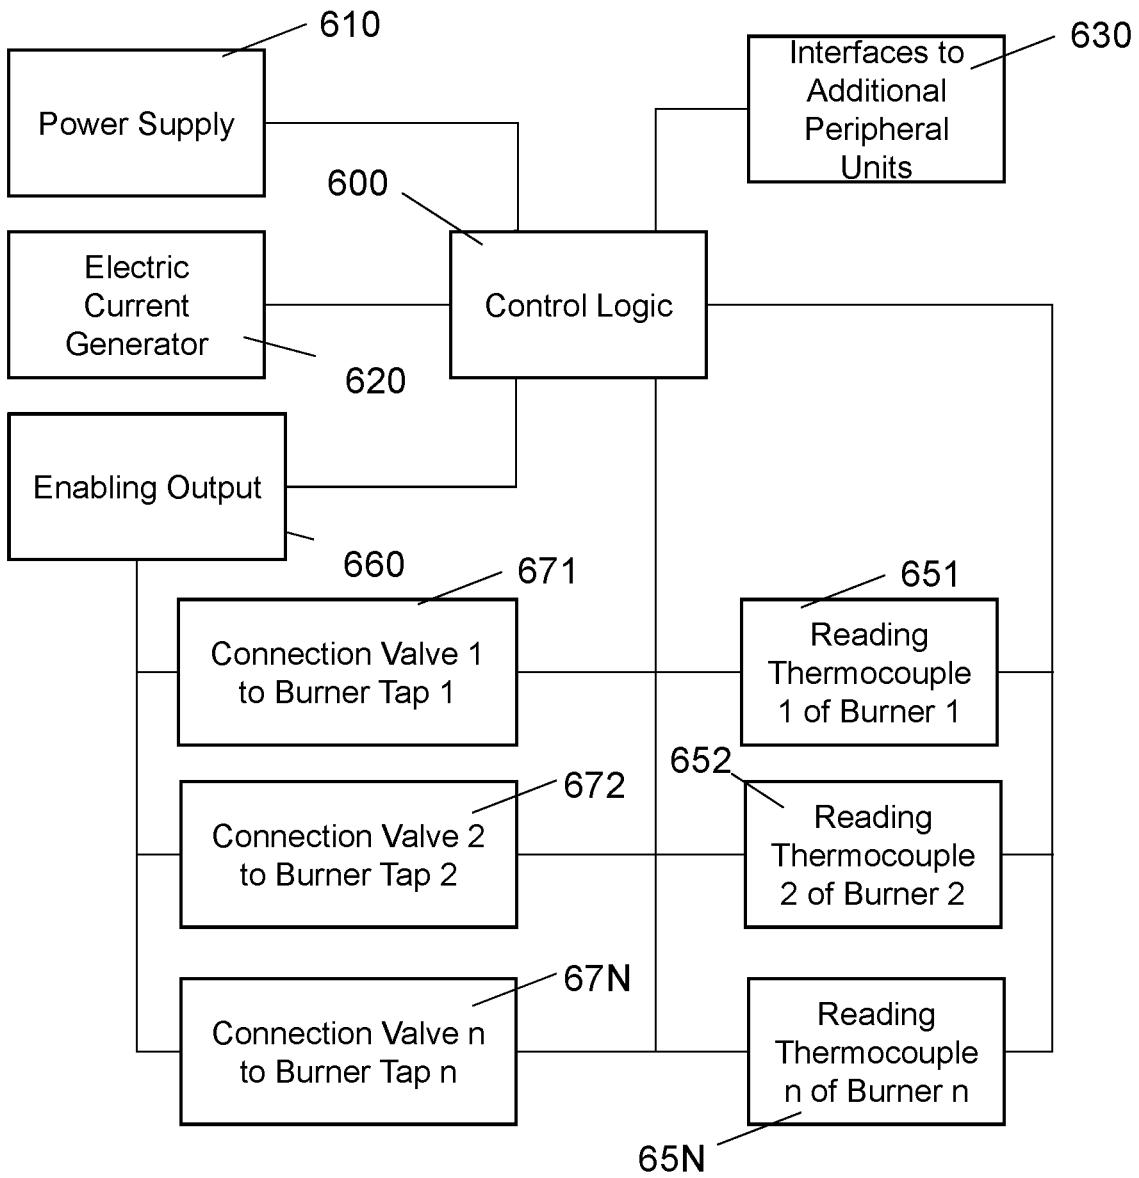 610
Power Supply
630
Interfaces to
Additional
Peripheral
Units
600
Control Logic
Electric
Current
Generator
620
Enabling Output
660
671
Connection Valve 1
to Burner Tap 1
651
Reading
Thermocouple
1 of Burner 1
672
Connection Valve 2
to Burner Tap 2
652
Reading
Thermocouple
2 of Burner 2
67N
Connection Valve n
to Burner Tap n
Reading
Thermocouple
n of Burner n
65N